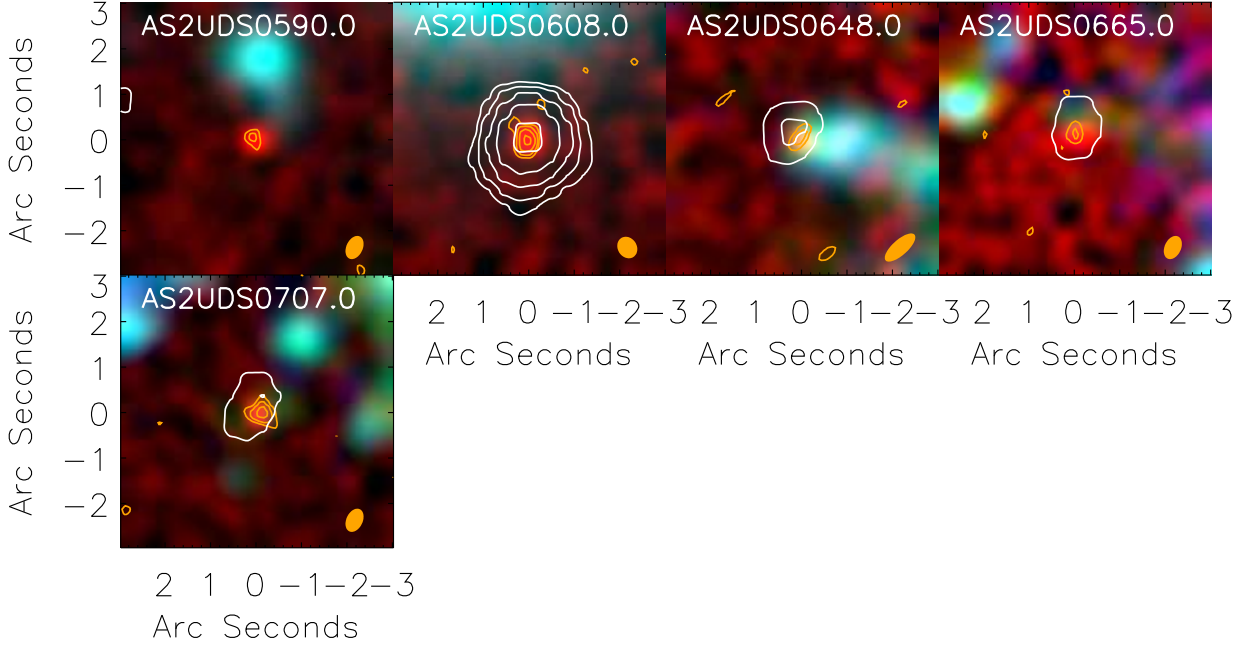 AS2UDS0590.0 AS2UDS0608.0 AS2UDS0648.0 AS2UDS0665.0
3
2
1
0
−1
−2
Arc Seconds
2 1 0 −1−2−3 2 1 0 −1−2−3 2 1 0 −1−2−3
Arc Seconds Arc Seconds Arc Seconds
AS2UDS0707.0
3
2
1
0
−1
−2
Arc Seconds
2 1 0 −1−2−3
Arc Seconds